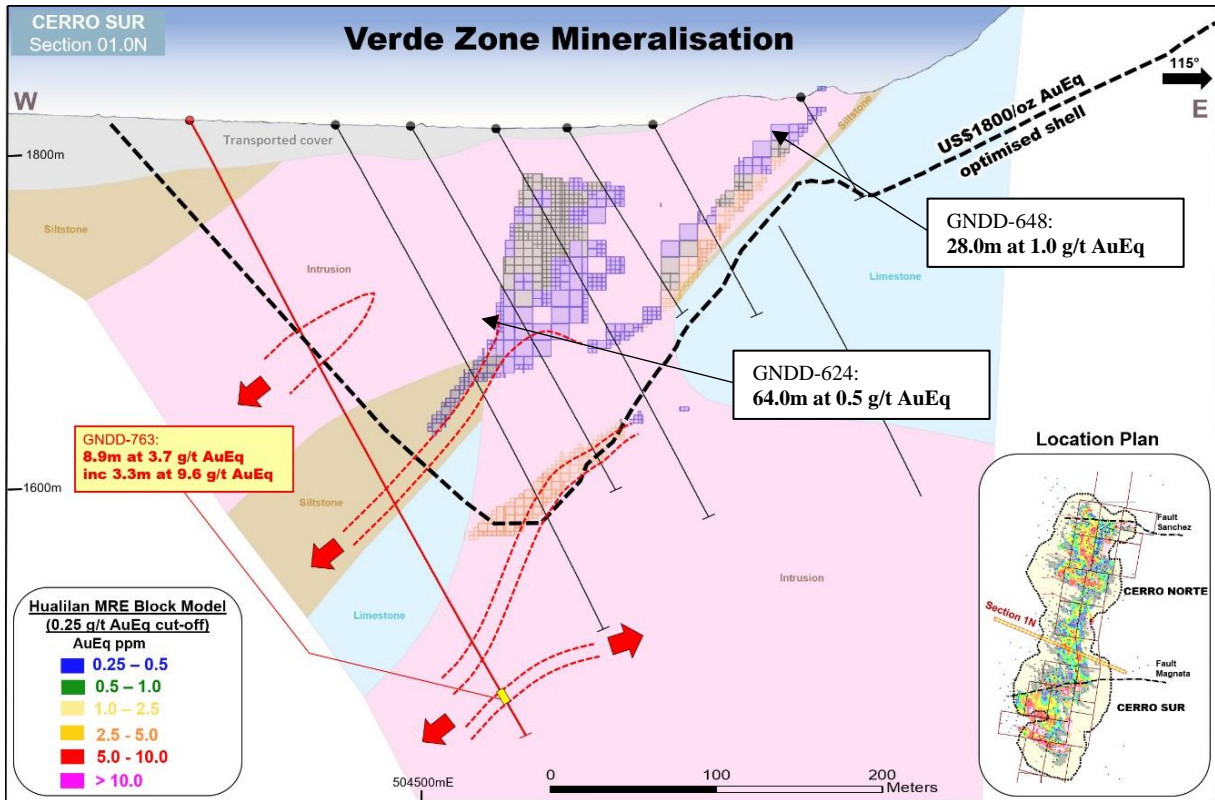 CERRO SUR
Section 01.0N
Verde Zone Mineralisation
W
115°
E
US$1800/oz AuEq
optimised shell
Siltstone
Transported cover
1800m
GNDD-648:
28.0m at 1.0 g/t AuEq
Siltstone
Intrusion
Limestone
GNDD-624:
64.0m at 0.5 g/t AuEq
GNDD-763:
8.9m at 3.7 g/t AuEq
inc 3.3m at 9.6 g/t AuEq
1600m
Siltstone
Intrusion
Limestone
Hualilan MRE Block Model
(0.25 g/t AuEq cut-off)
AuEq ppm
0.25 – 0.5
0.5 – 1.0
1.0 – 2.5
2.5 - 5.0
5.0 - 10.0
> 10.0
504500mE
0 100 200
Meters
Location Plan
Fault
Sanchez
CERRO NORTE
Section 1N
Fault
Magnata
CERRO SUR